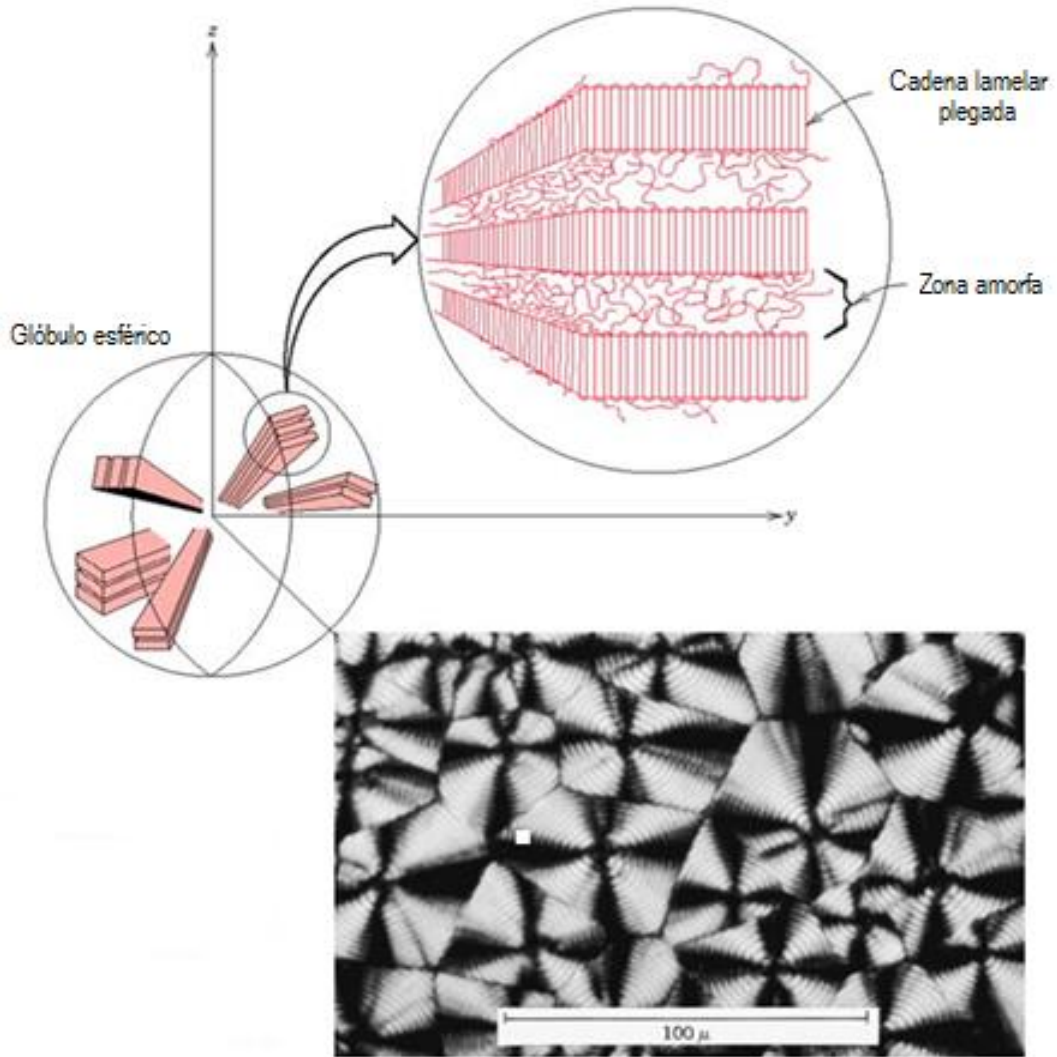 z
Cadena lamelar
plegada
Zona amorfa
Glóbulo esférico
y
100 μ